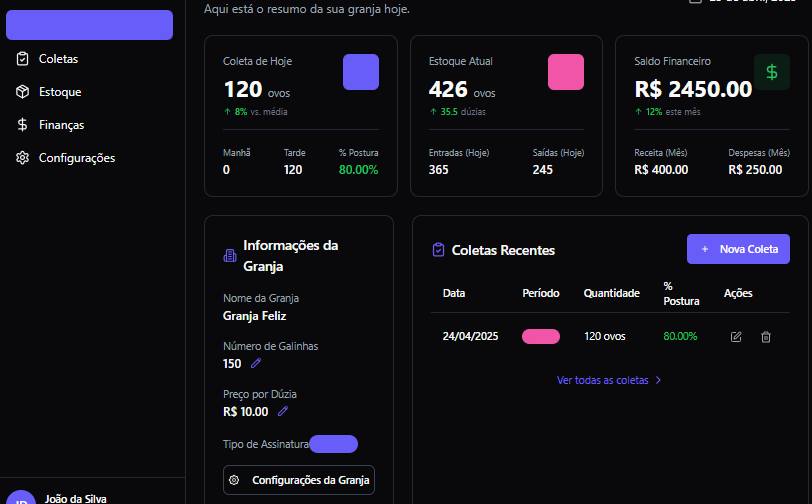 Aqui está o resumo da sua granja hoje.
Coletas
Estoque
Finanças
Configurações
Coleta de Hoje
120 ovos
↑ 8% vs. média
Manhã Tarde % Postura
0 120 80.00%
Estoque Atual
426 ovos
↑ 35.5 dúzias
Entradas (Hoje) Saídas (Hoje)
365 245
Saldo Financeiro
$
R$ 2450.00
↑ 12% este mês
Receita (Mês) Despesas (Mês)
R$ 400.00 R$ 250.00
Informações da
Granja
Nome da Granja
Granja Feliz
Número de Galinhas
150
Preço por Dúzia
R$ 10.00
Tipo de Assinatura
Configurações da Granja
Coletas Recentes
+ Nova Coleta
Data Período Quantidade % Postura Ações
24/04/2025 120 ovos 80.00%
Ver todas as coletas >
João da Silva